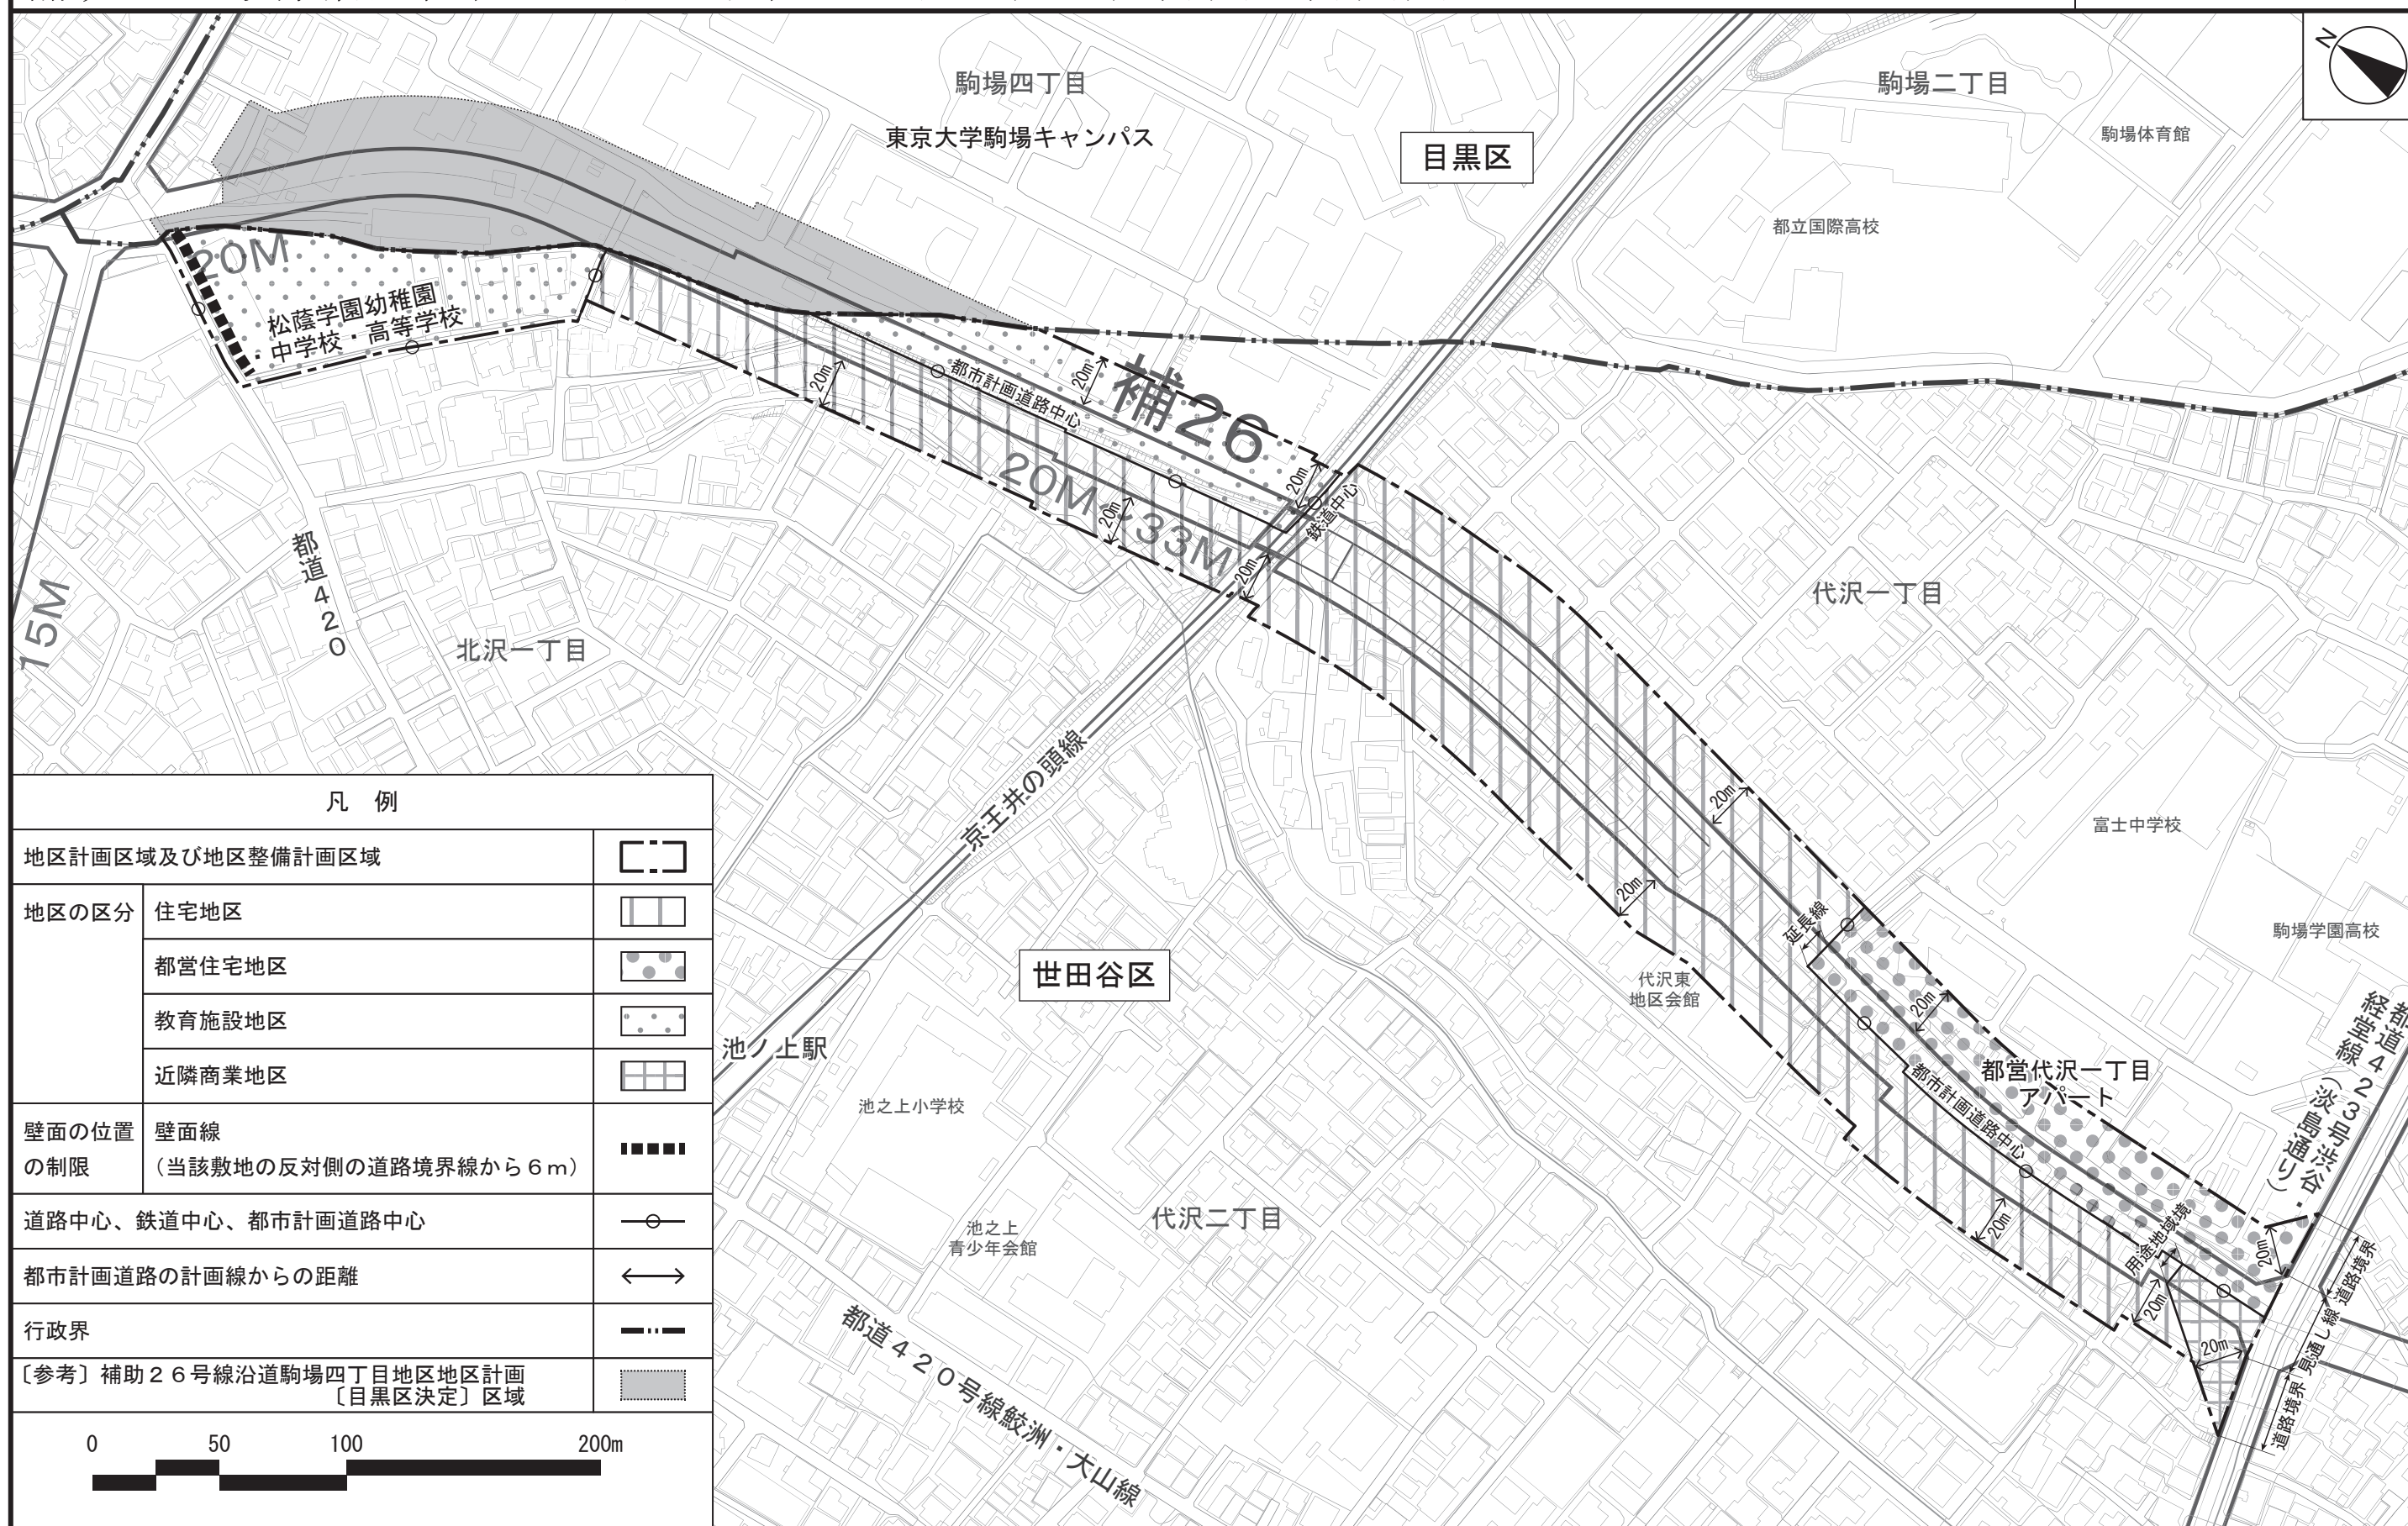 駒場四丁目
東京大学駒場キャンパス
目黒区
駒場二丁目
駒場体育館
都立国際高校
N
20M
松蔭学園幼稚園
中学校・高等学校
20m
都市計画道路中心
20m
補26
20M~33M
20m
20m
鉄道中心
20m
都道420
15M
北沢一丁目
代沢一丁目
京王井の頭線
富士中学校
駒場学園高校
20m
20m
延長線
代沢東
地区会館
世田谷区
20m
都営代沢一丁目
アパート
都市計画道路中心
都道423号渋谷・
経堂線(淡島通り)
池ノ上駅
池之上小学校
池之上
青少年会館
代沢二丁目
20m
用途地域境
20m
20m
20m
道路境界
見通し線
道路境界
都道420号線鮫洲・大山線
凡 例
地区計画区域及び地区整備計画区域
地区の区分
住宅地区
都営住宅地区
教育施設地区
近隣商業地区
壁面の位置
の制限
壁面線
(当該敷地の反対側の道路境界線から6m)
道路中心、鉄道中心、都市計画道路中心
都市計画道路の計画線からの距離
行政界
〔参考〕補助26号線沿道駒場四丁目地区地区計画
〔目黒区決定〕区域
0 50 100 200m